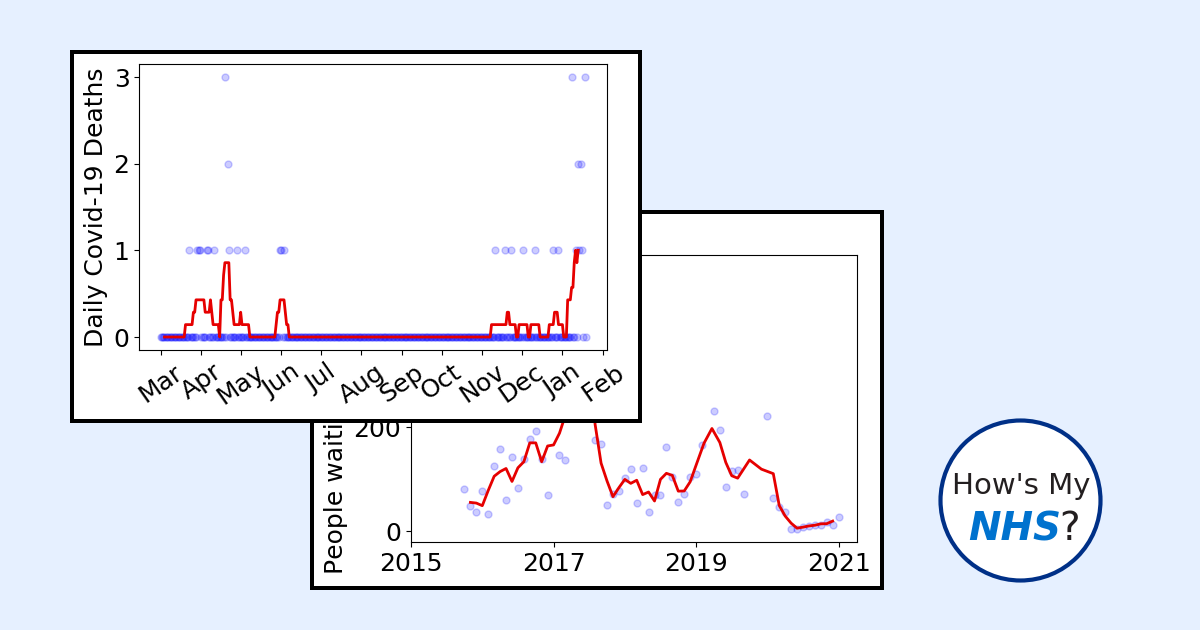 Daily Covid-19 Deaths
3
2
1
0
Mar Apr May Jun Jul Aug Sep Oct Nov Dec Jan Feb
People waiti
200
0
2015 2017 2019 2021
How's My
NHS?